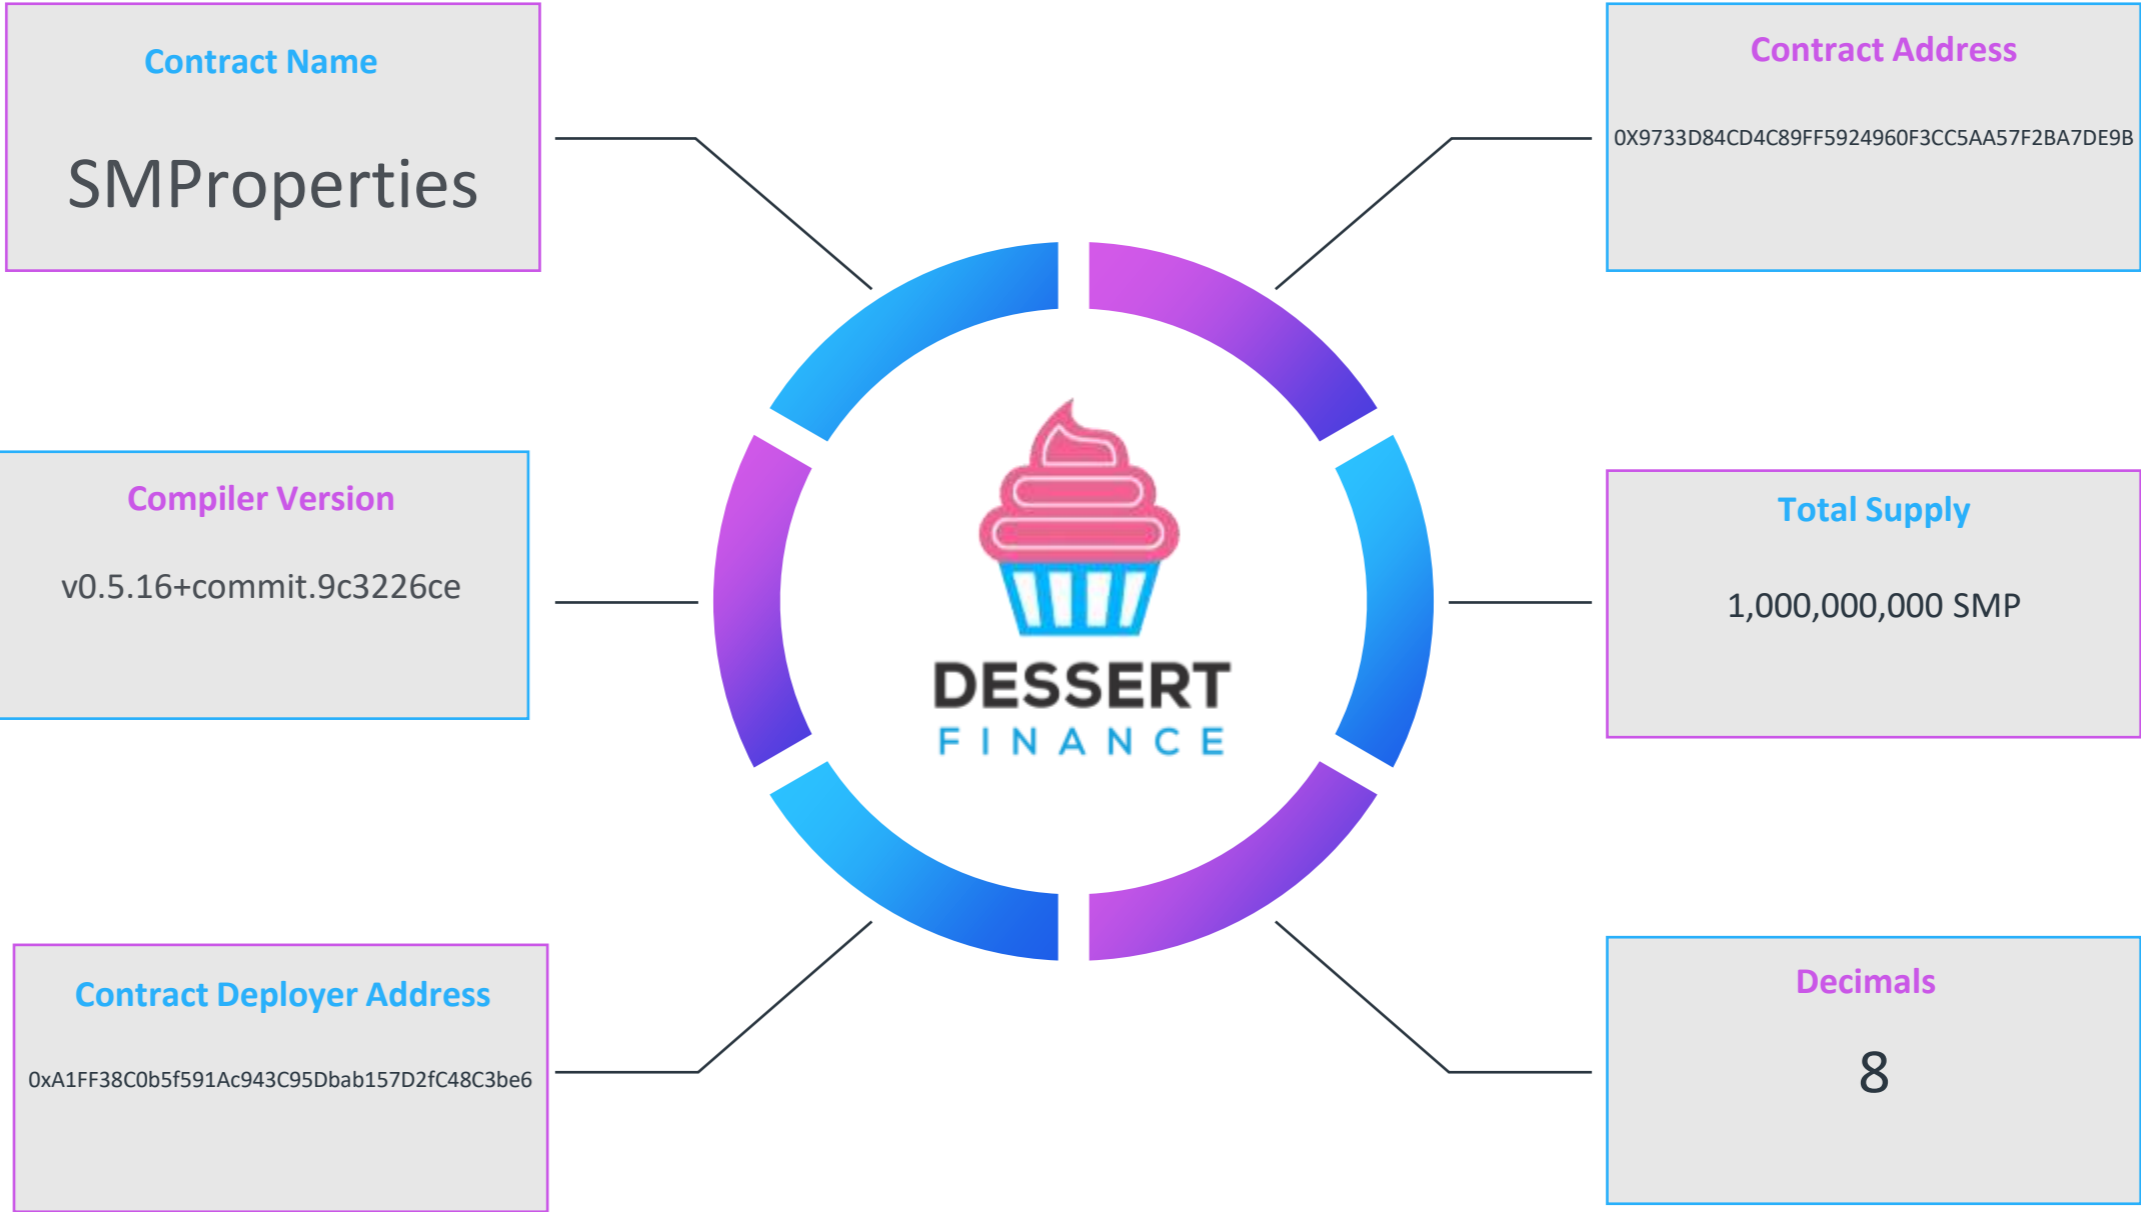 Contract Name
SMProperties
Contract Address
0X9733D84CD4C89FF5924960F3CC5AA57F2BA7DE9B
Compiler Version
v0.5.16+commit.9c3226ce
DESSERT
FINANCE
Total Supply
1,000,000,000 SMP
Contract Deployer Address
0xA1FF38C0b5f591Ac943C95Dbab157D2fC48C3be6
Decimals
8